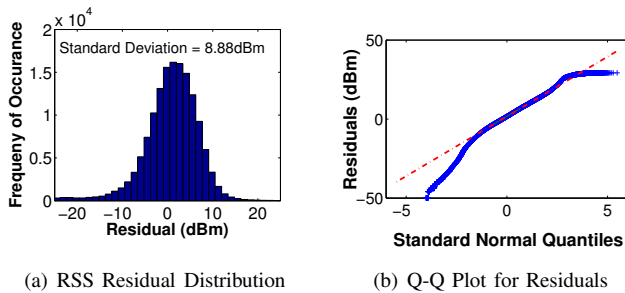 2 x 10^4
Standard Deviation = 8.88dBm
1.5
1
0.5
0
Frequeny of Occurance
−20 −10 0 10 20
Residual (dBm)
(a) RSS Residual Distribution
50
0
−50
Residuals (dBm)
−5 0 5
Standard Normal Quantiles
(b) Q-Q Plot for Residuals